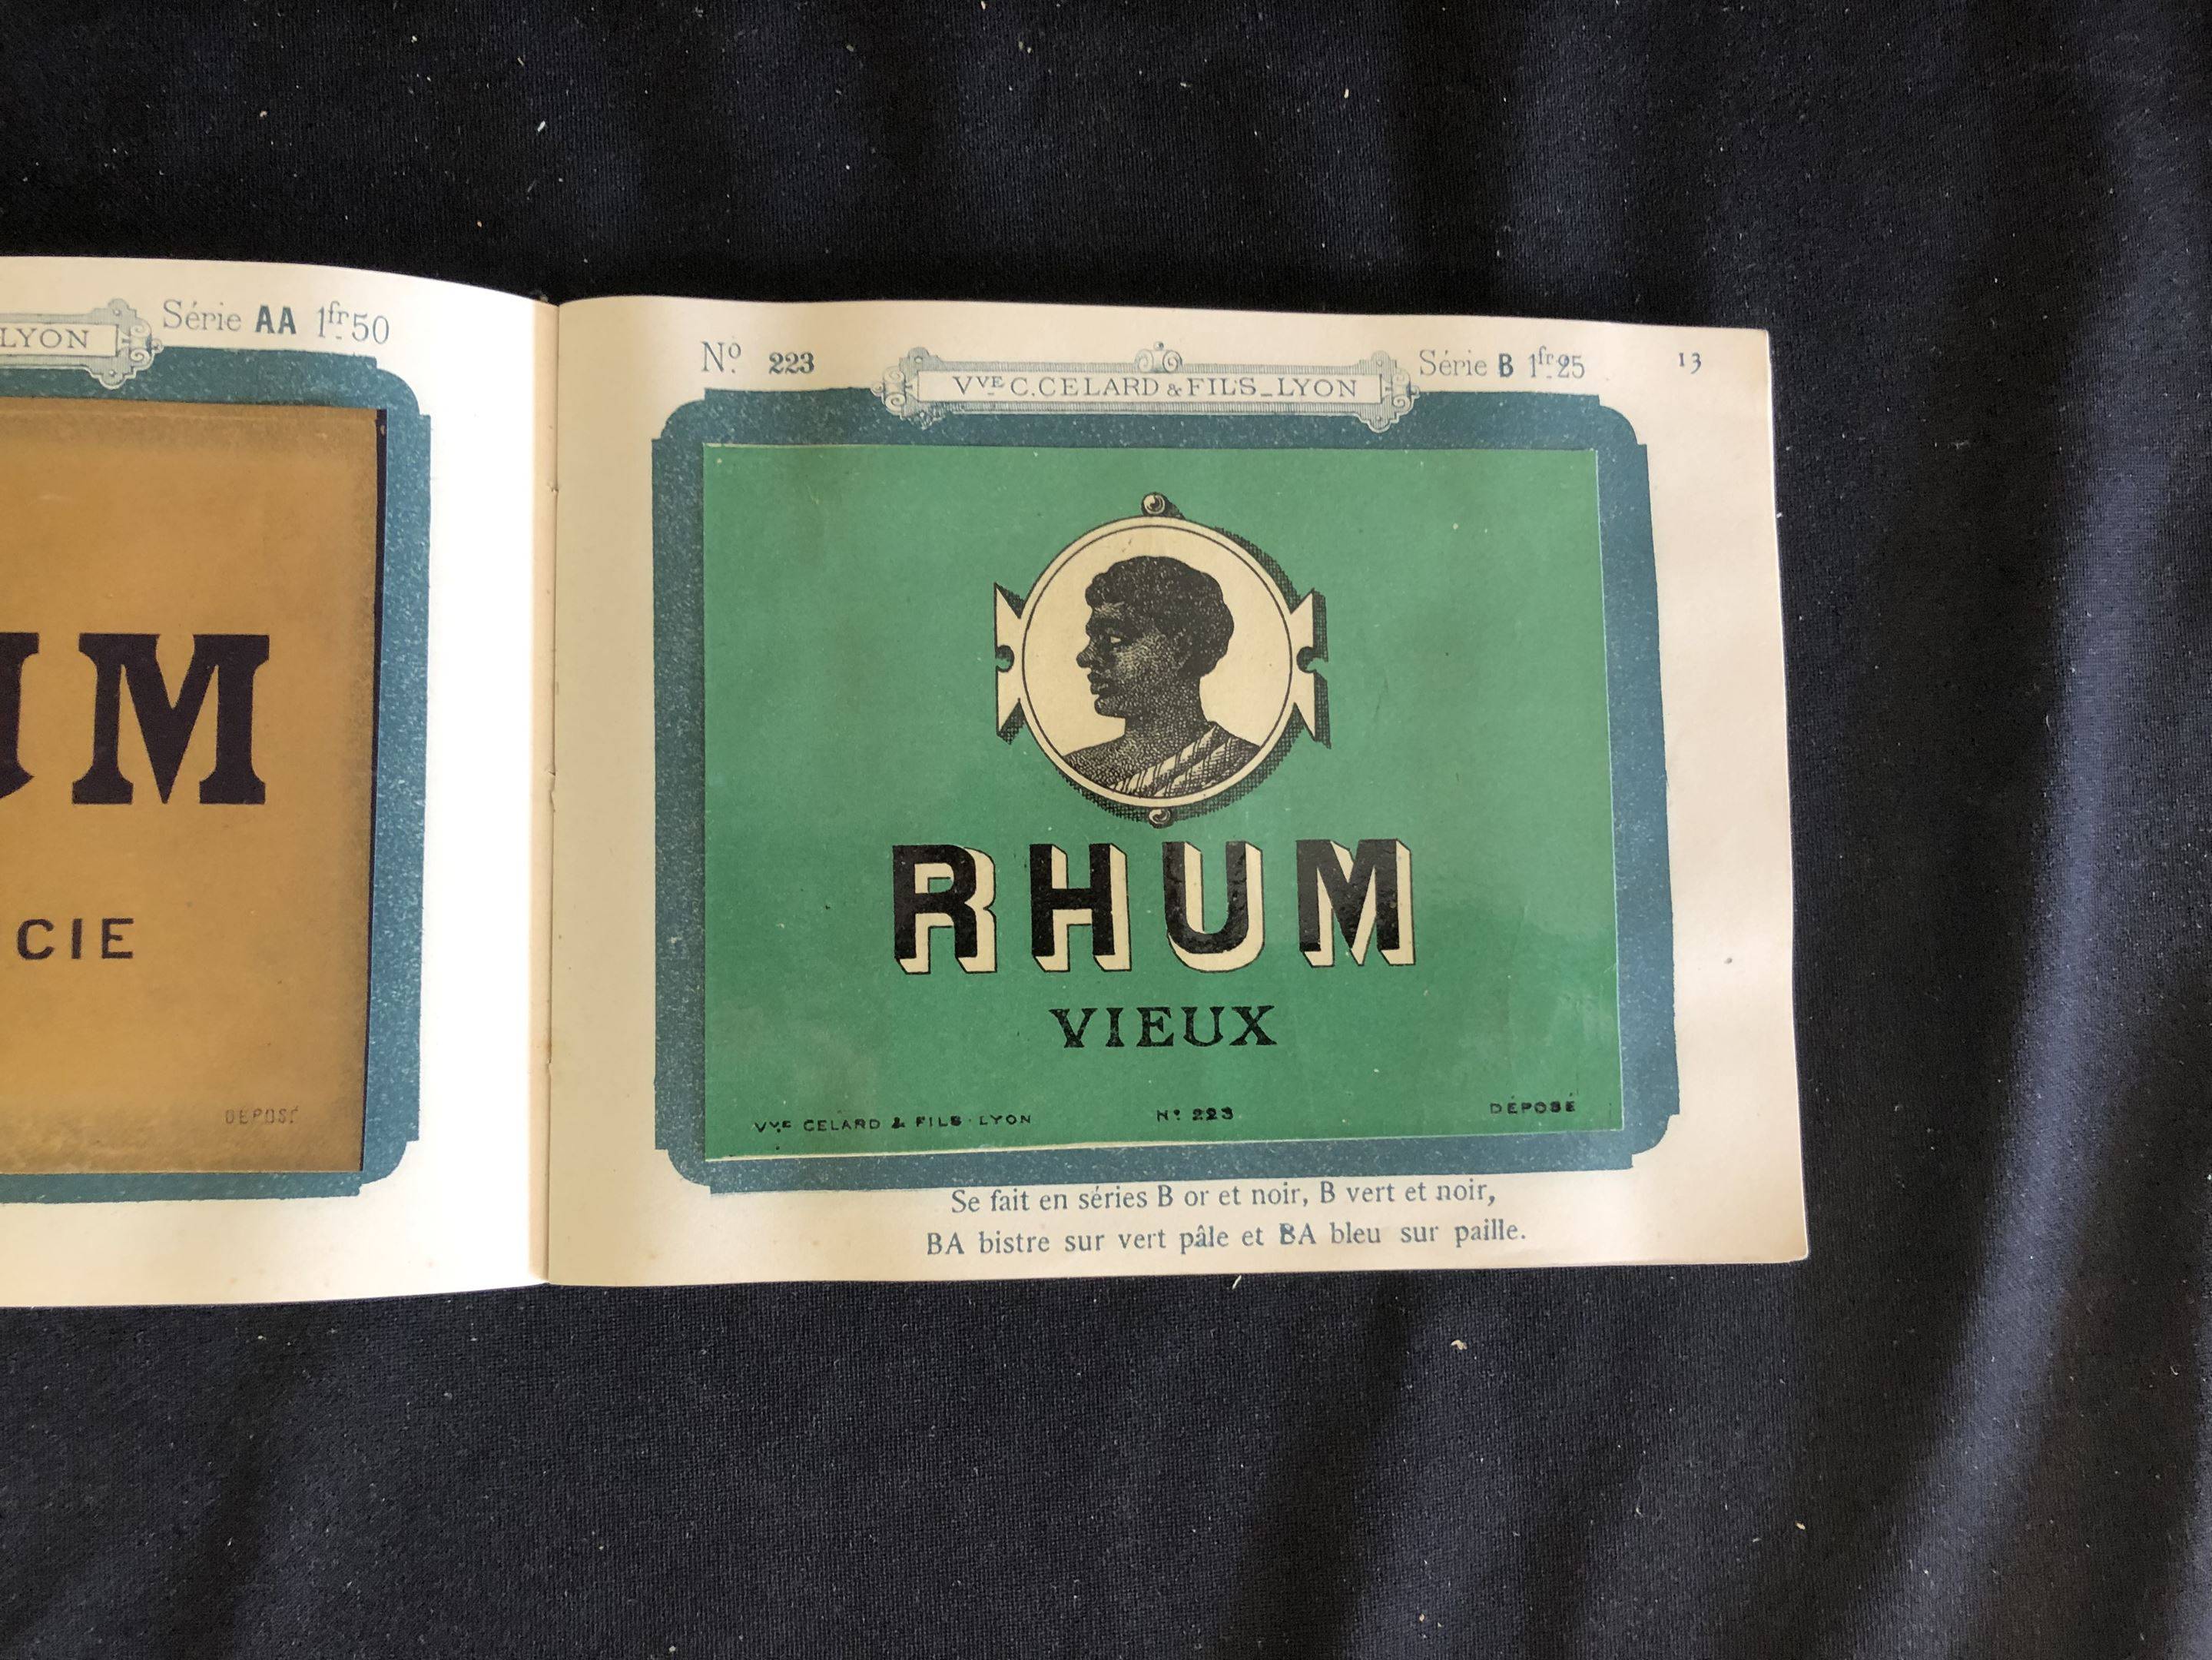 LYON
Série AA 1fr.50
UM
CIE
DÉPOSÉ
Nº. 223
VVE C.CELARD & FILS_LYON
Série B 1fr.25
13
RHUM
VIEUX
VVE CELARD & FILS · LYON
Nº 223
DÉPOSÉ
Se fait en séries B or et noir, B vert et noir,
BA bistre sur vert pâle et BA bleu sur paille.